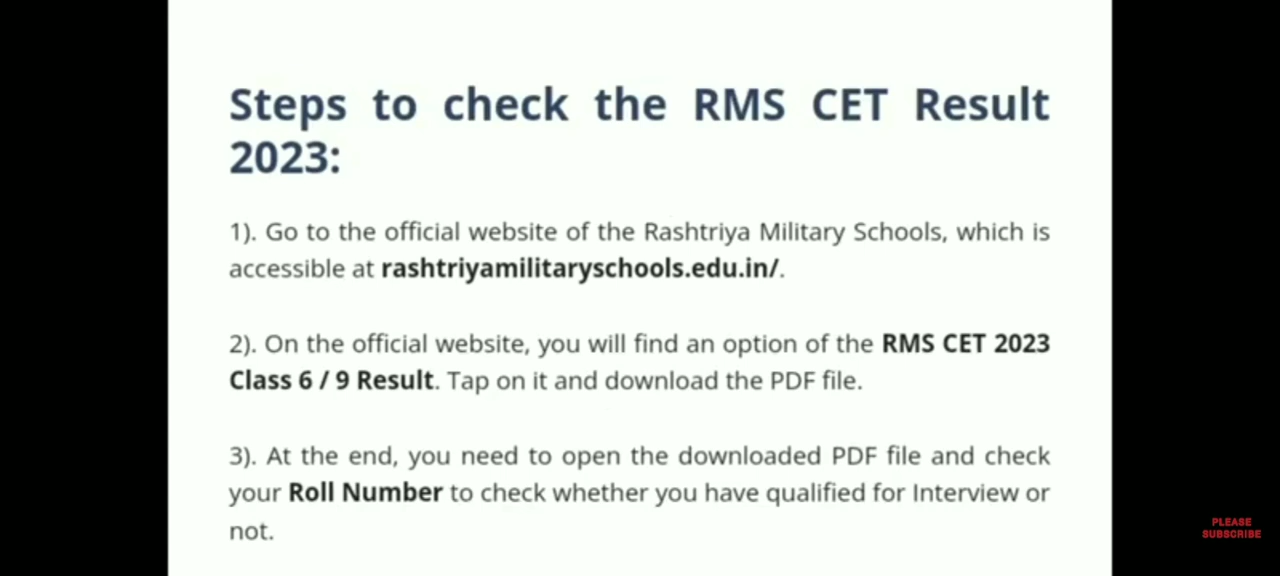 Steps to check the RMS CET Result
2023:
1). Go to the official website of the Rashtriya Military Schools, which is
accessible at rashtriyamilitaryschools.edu.in/.
2). On the official website, you will find an option of the RMS CET 2023
Class 6 / 9 Result. Tap on it and download the PDF file.
3). At the end, you need to open the downloaded PDF file and check
your Roll Number to check whether you have qualified for Interview or
not.
PLEASE
SUBSCRIBE